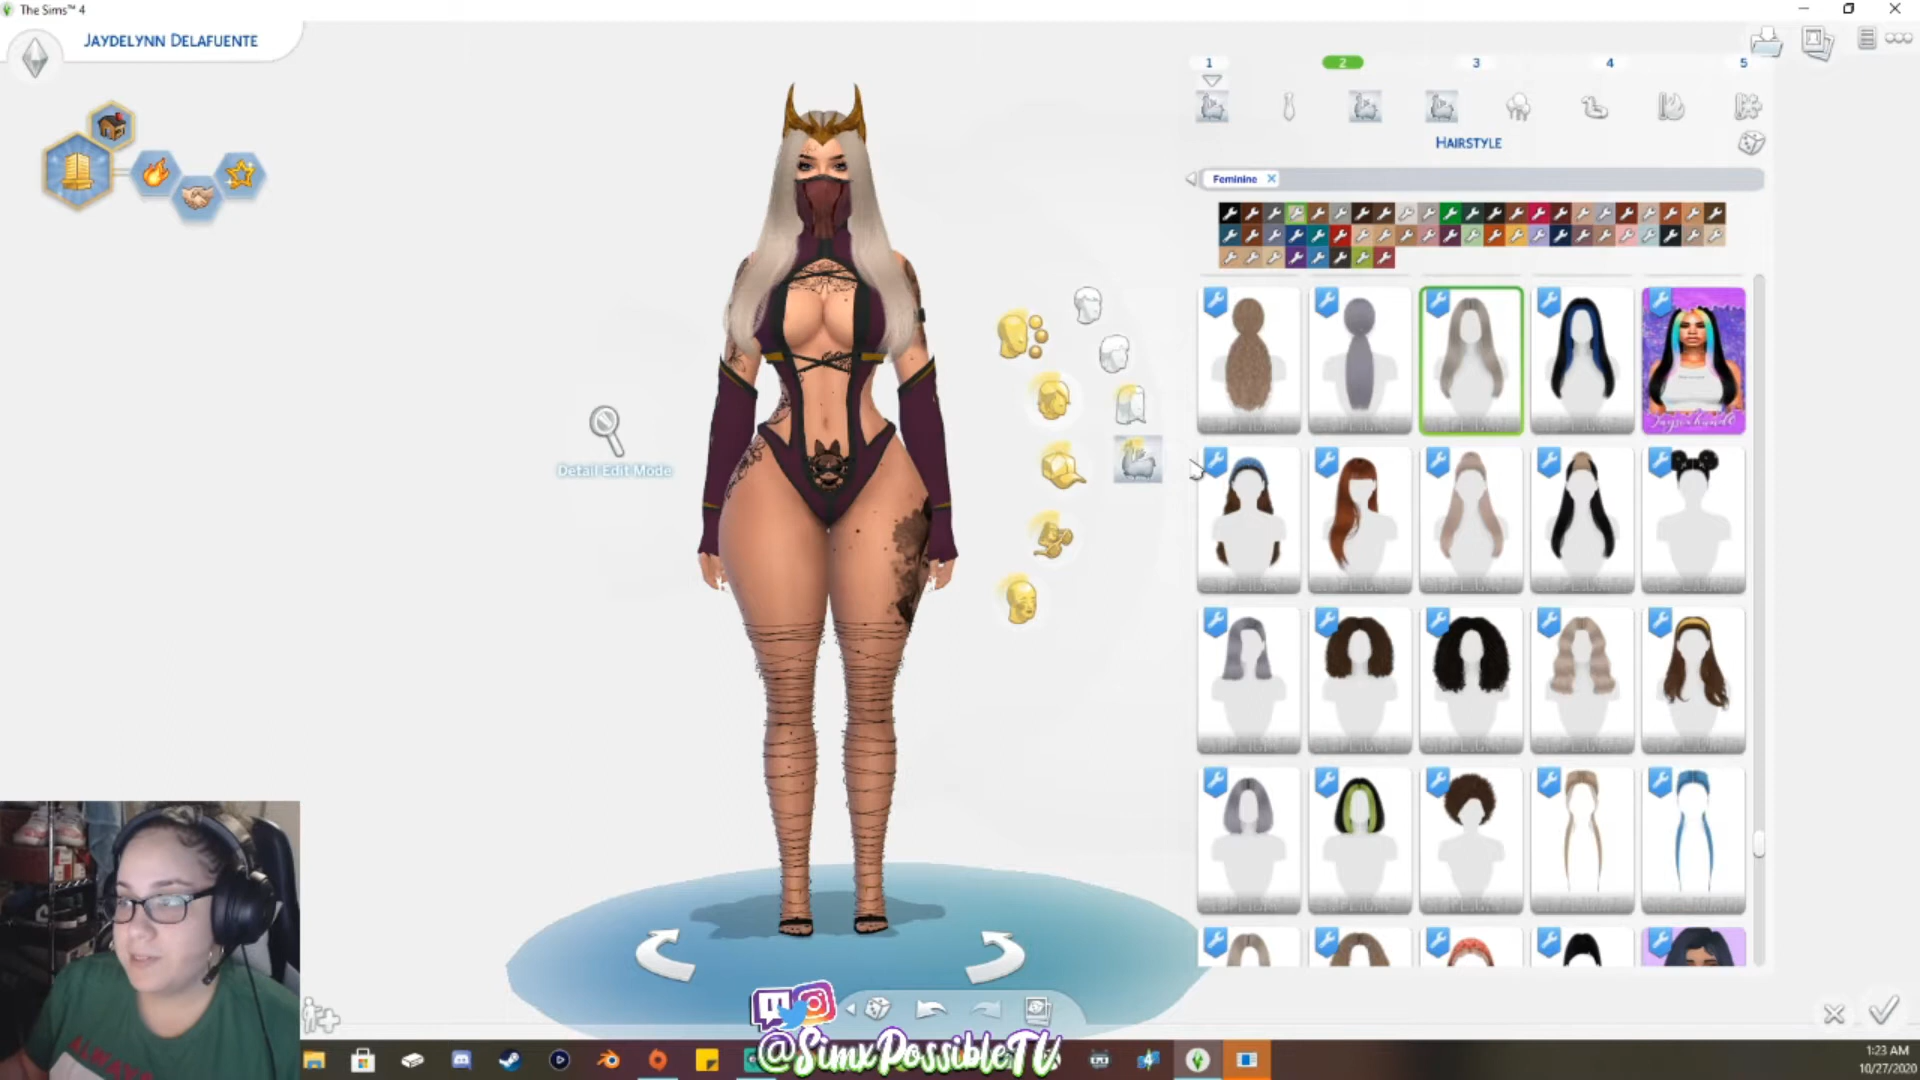 The Sims™ 4
Jaydelynn Delafuente
1
2
3
4
5
Hairstyle
Feminine
Detail Edit Mode
@SimxPossibleTV
ALWAYS
1:23 AM
10/27/2020